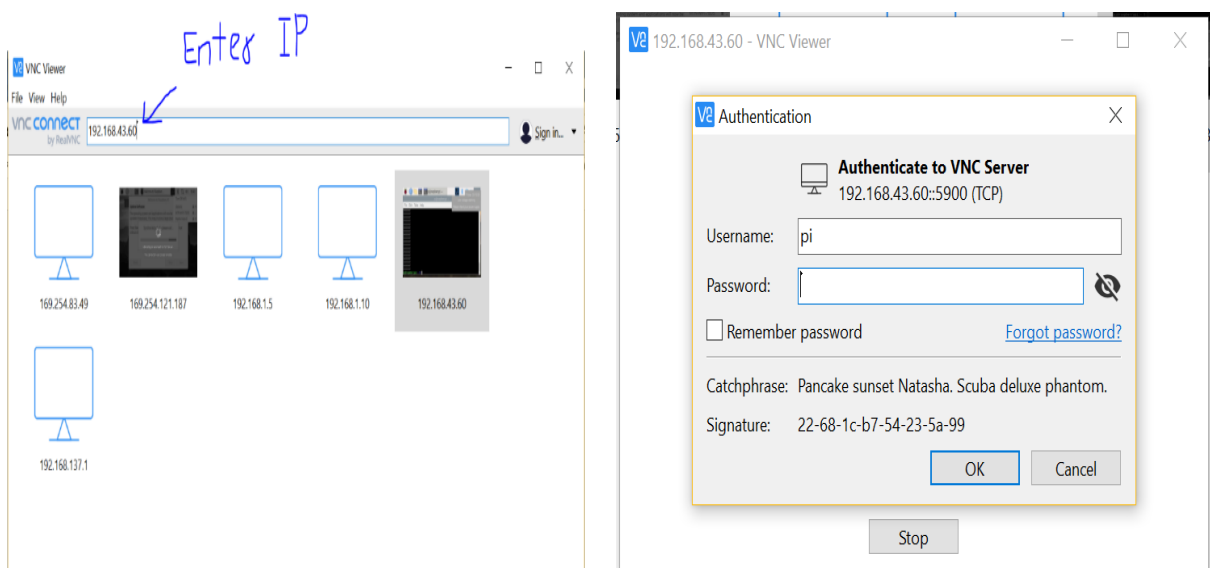 Enter IP
VNC Viewer
File View Help
VNC CONNECT
by RealVNC
192.168.43.60
Sign in...
169.254.83.49
169.254.121.187
192.168.1.5
192.168.1.10
192.168.43.60
192.168.137.1
192.168.43.60 - VNC Viewer
Authentication
Authenticate to VNC Server
192.168.43.60::5900 (TCP)
Username: pi
Password:
Remember password Forgot password?
Catchphrase: Pancake sunset Natasha. Scuba deluxe phantom.
Signature: 22-68-1c-b7-54-23-5a-99
OK Cancel
Stop